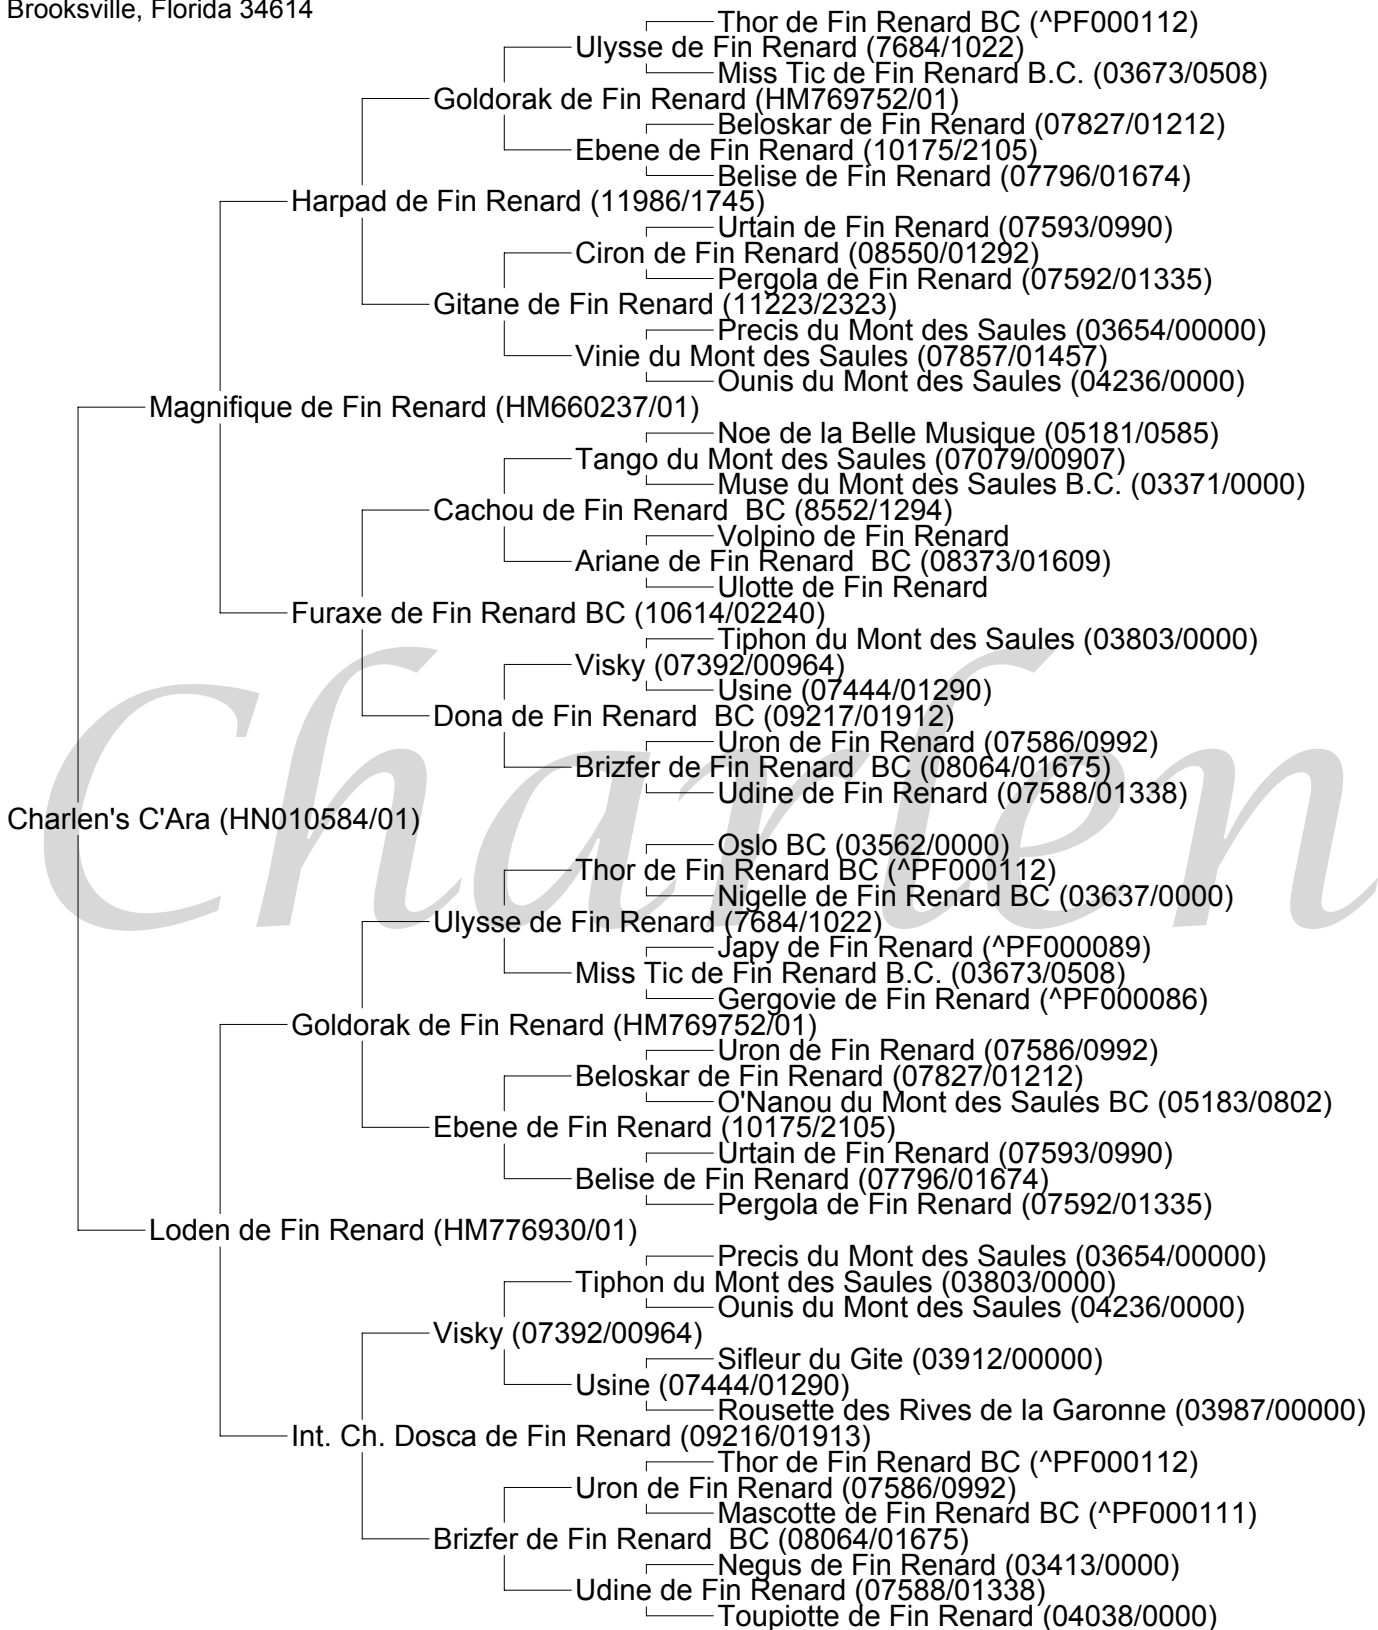 Brooksville, Florida 34614
Thor de Fin Renard BC (^PF000112)
Ulysse de Fin Renard (7684/1022)
Miss Tic de Fin Renard B.C. (03673/0508)
Goldorak de Fin Renard (HM769752/01)
Beloskar de Fin Renard (07827/01212)
Ebene de Fin Renard (10175/2105)
Belise de Fin Renard (07796/01674)
Harpad de Fin Renard (11986/1745)
Urtain de Fin Renard (07593/0990)
Ciron de Fin Renard (08550/01292)
Pergola de Fin Renard (07592/01335)
Gitane de Fin Renard (11223/2323)
Precis du Mont des Saules (03654/00000)
Vinie du Mont des Saules (07857/01457)
Ounis du Mont des Saules (04236/0000)
Magnifique de Fin Renard (HM660237/01)
Noe de la Belle Musique (05181/0585)
Tango du Mont des Saules (07079/00907)
Muse du Mont des Saules B.C. (03371/0000)
Cachou de Fin Renard  BC (8552/1294)
Volpino de Fin Renard
Ariane de Fin Renard  BC (08373/01609)
Ulotte de Fin Renard
Furaxe de Fin Renard BC (10614/02240)
Tiphon du Mont des Saules (03803/0000)
Visky (07392/00964)
Usine (07444/01290)
Dona de Fin Renard  BC (09217/01912)
Uron de Fin Renard (07586/0992)
Brizfer de Fin Renard  BC (08064/01675)
Udine de Fin Renard (07588/01338)
Charlen
Charlen's C'Ara (HN010584/01)
Oslo BC (03562/0000)
Thor de Fin Renard BC (^PF000112)
Nigelle de Fin Renard BC (03637/0000)
Ulysse de Fin Renard (7684/1022)
Japy de Fin Renard (^PF000089)
Miss Tic de Fin Renard B.C. (03673/0508)
Gergovie de Fin Renard (^PF000086)
Goldorak de Fin Renard (HM769752/01)
Uron de Fin Renard (07586/0992)
Beloskar de Fin Renard (07827/01212)
O'Nanou du Mont des Saules BC (05183/0802)
Ebene de Fin Renard (10175/2105)
Urtain de Fin Renard (07593/0990)
Belise de Fin Renard (07796/01674)
Pergola de Fin Renard (07592/01335)
Loden de Fin Renard (HM776930/01)
Precis du Mont des Saules (03654/00000)
Tiphon du Mont des Saules (03803/0000)
Ounis du Mont des Saules (04236/0000)
Visky (07392/00964)
Sifleur du Gite (03912/00000)
Usine (07444/01290)
Rousette des Rives de la Garonne (03987/00000)
Int. Ch. Dosca de Fin Renard (09216/01913)
Thor de Fin Renard BC (^PF000112)
Uron de Fin Renard (07586/0992)
Mascotte de Fin Renard BC (^PF000111)
Brizfer de Fin Renard  BC (08064/01675)
Negus de Fin Renard (03413/0000)
Udine de Fin Renard (07588/01338)
Toupiotte de Fin Renard (04038/0000)